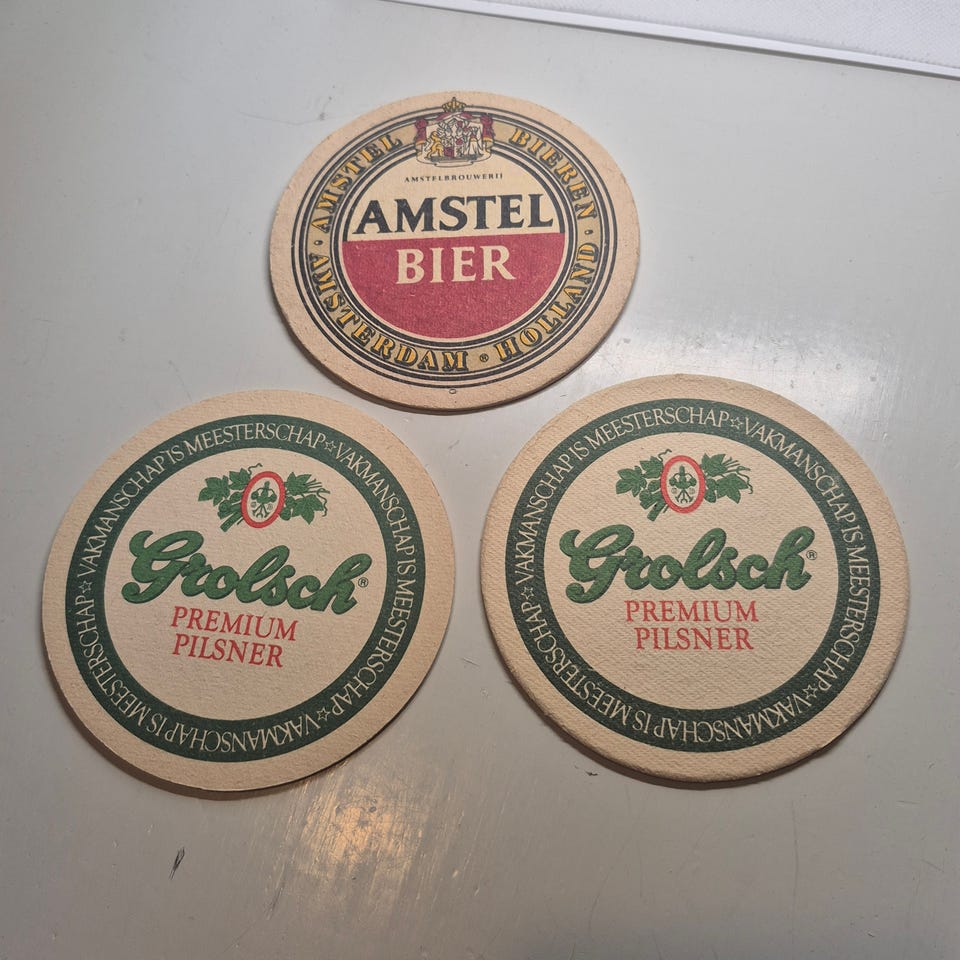 AMSTEL BIEREN
AMSTELBROUWERIJ
AMSTEL
BIER
AMSTERDAM ® HOLLAND
VAKMANSCHAP IS MEESTERSCHAP☆VAKMANSCHAP IS MEESTERSCHAP☆VAKMANSCHAP IS MEESTERSCHAP☆
Grolsch®
PREMIUM
PILSNER
VAKMANSCHAP IS MEESTERSCHAP☆VAKMANSCHAP IS MEESTERSCHAP☆VAKMANSCHAP IS MEESTERSCHAP☆
Grolsch®
PREMIUM
PILSNER